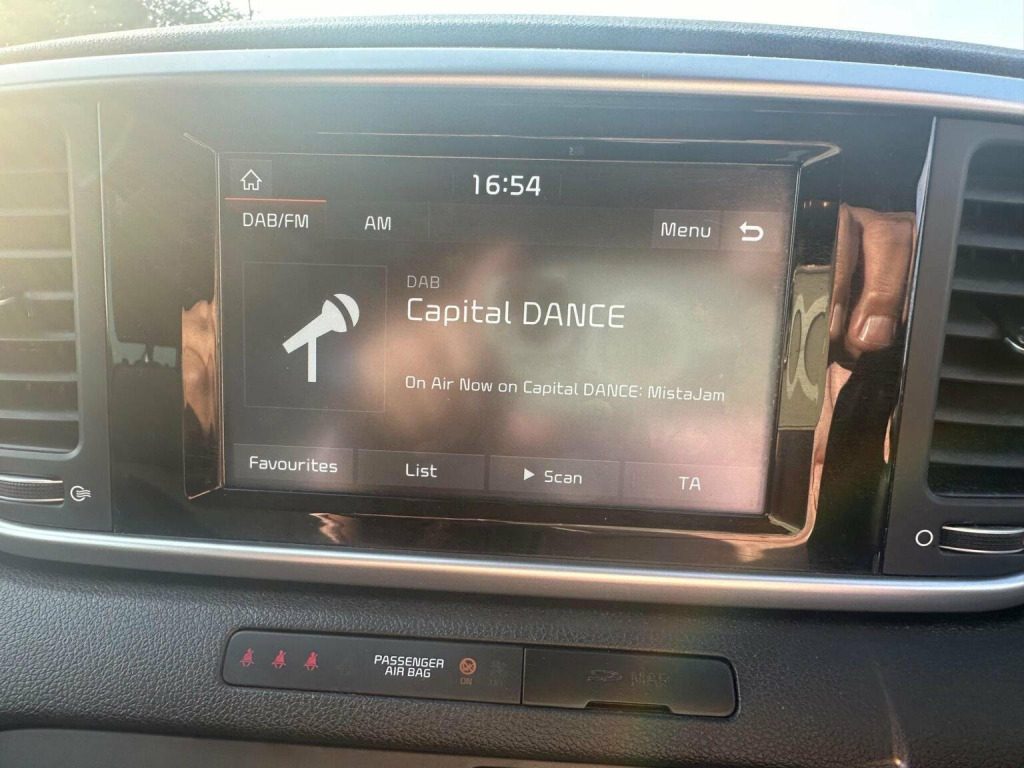 16:54
DAB/FM
AM
Menu
DAB
Capital DANCE
On Air Now on Capital DANCE: MistaJam
Favourites
List
Scan
TA
PASSENGER
AIR BAG
ON
MAP